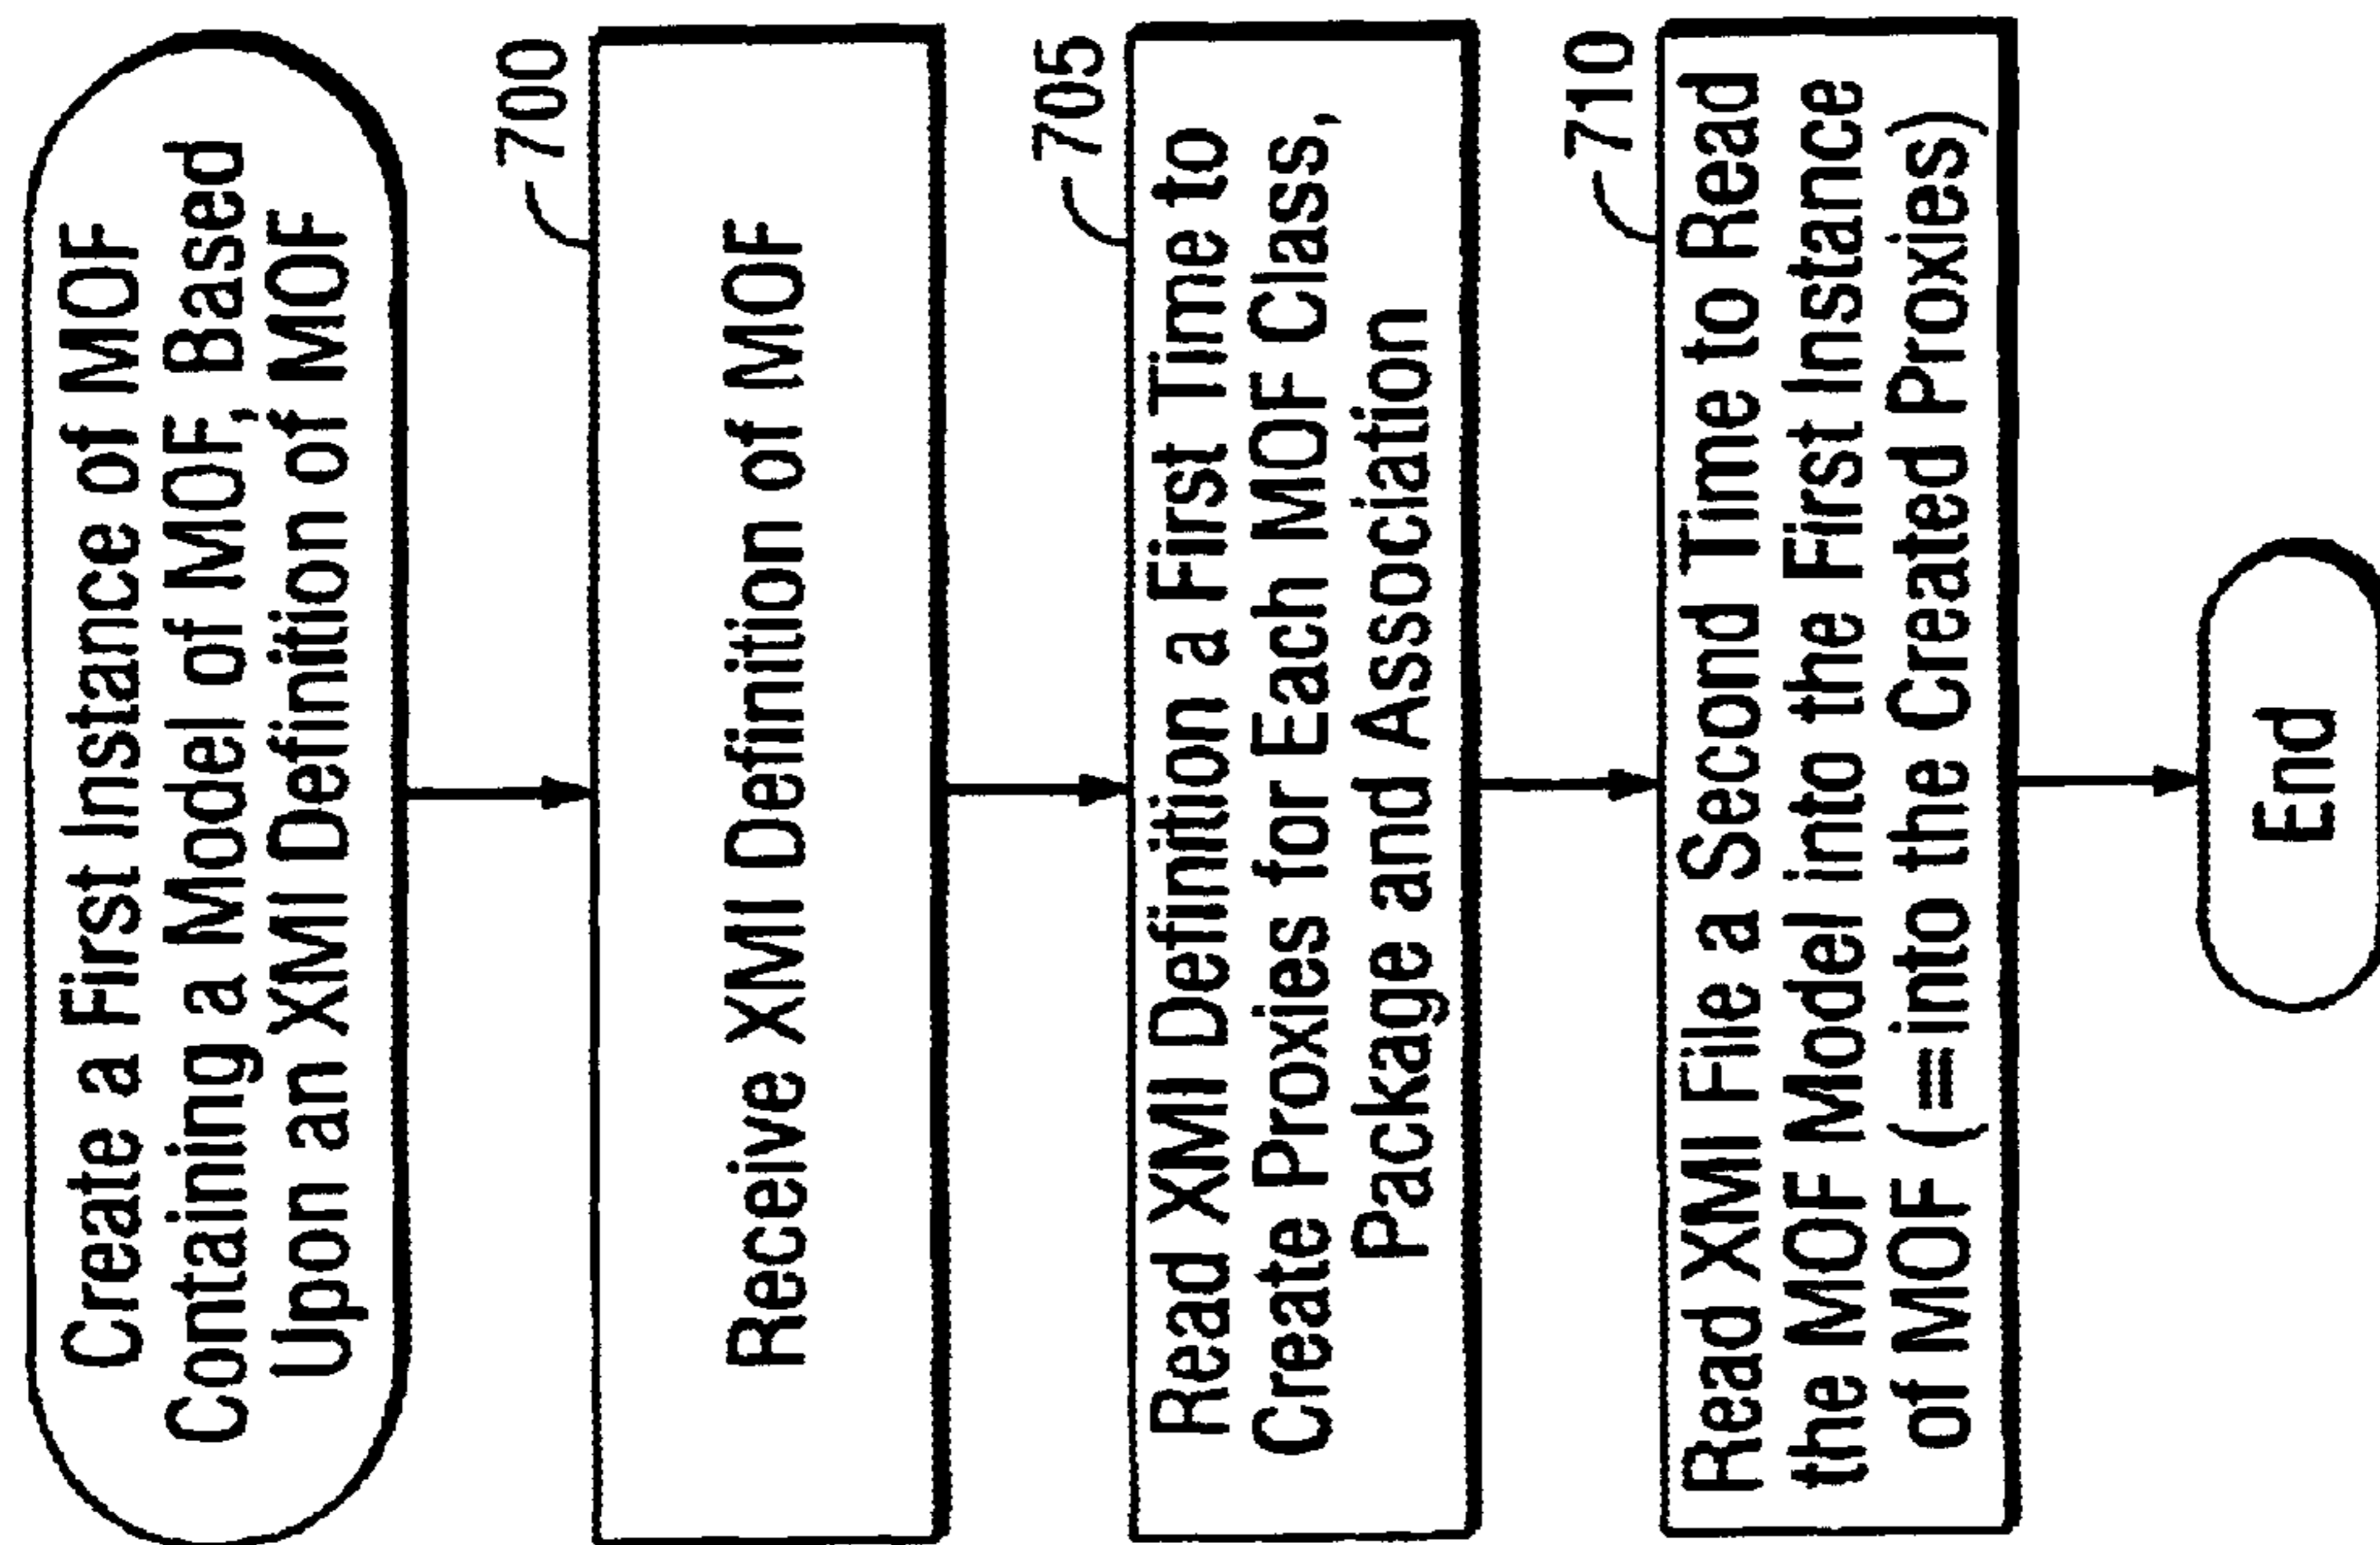 Create a First Instance of MOF
Containing a Model of MOF, Based
Upon an XMI Definition of MOF
700
Receive XMI Definition of MOF
705
Read XMI Definition a First Time to
Create Proxies for Each MOF Class,
Package and Association
710
Read XMI File a Second Time to Read
the MOF Model into the First Instance
of MOF (=into the Created Proxies)
End